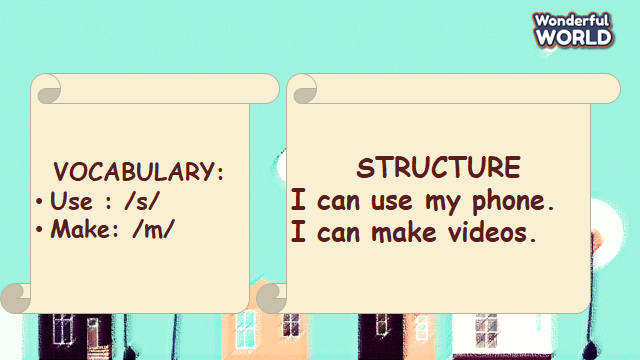 Wonderful
WORLD
VOCABULARY:
• Use : /s/
• Make: /m/
STRUCTURE
I can use my phone.
I can make videos.